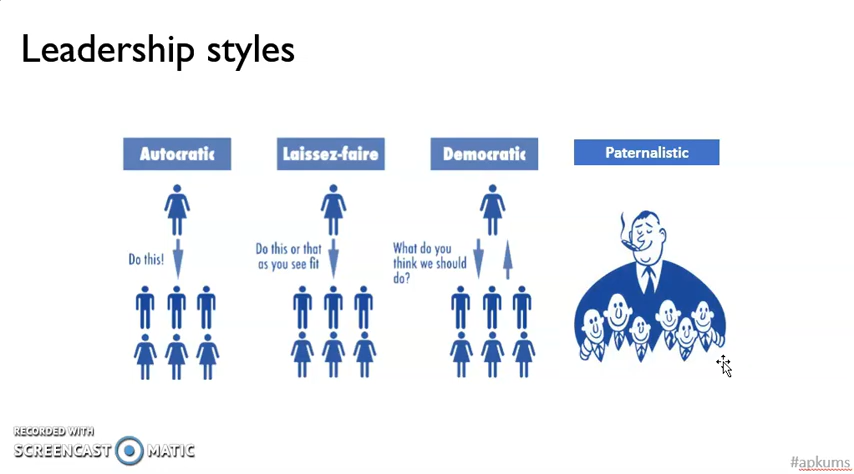 Leadership styles
Autocratic
Laissez-faire
Democratic
Paternalistic
Do this!
Do this or that
as you see fit
What do you
think we should
do?
RECORDED WITH
SCREENCAST MATIC
#apkums